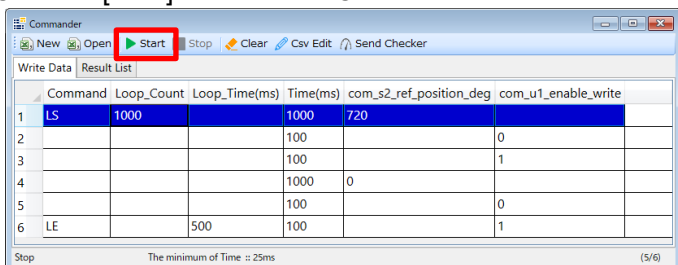 Commander
New Open Start Stop Clear Csv Edit Send Checker
Write Data Result List
Command Loop_Count Loop_Time(ms) Time(ms) com_s2_ref_position_deg com_u1_enable_write
1 LS 1000 1000 720
2 100 0
3 100 1
4 1000 0
5 100 0
6 LE 500 100 1
Stop The minimum of Time :: 25ms (5/6)